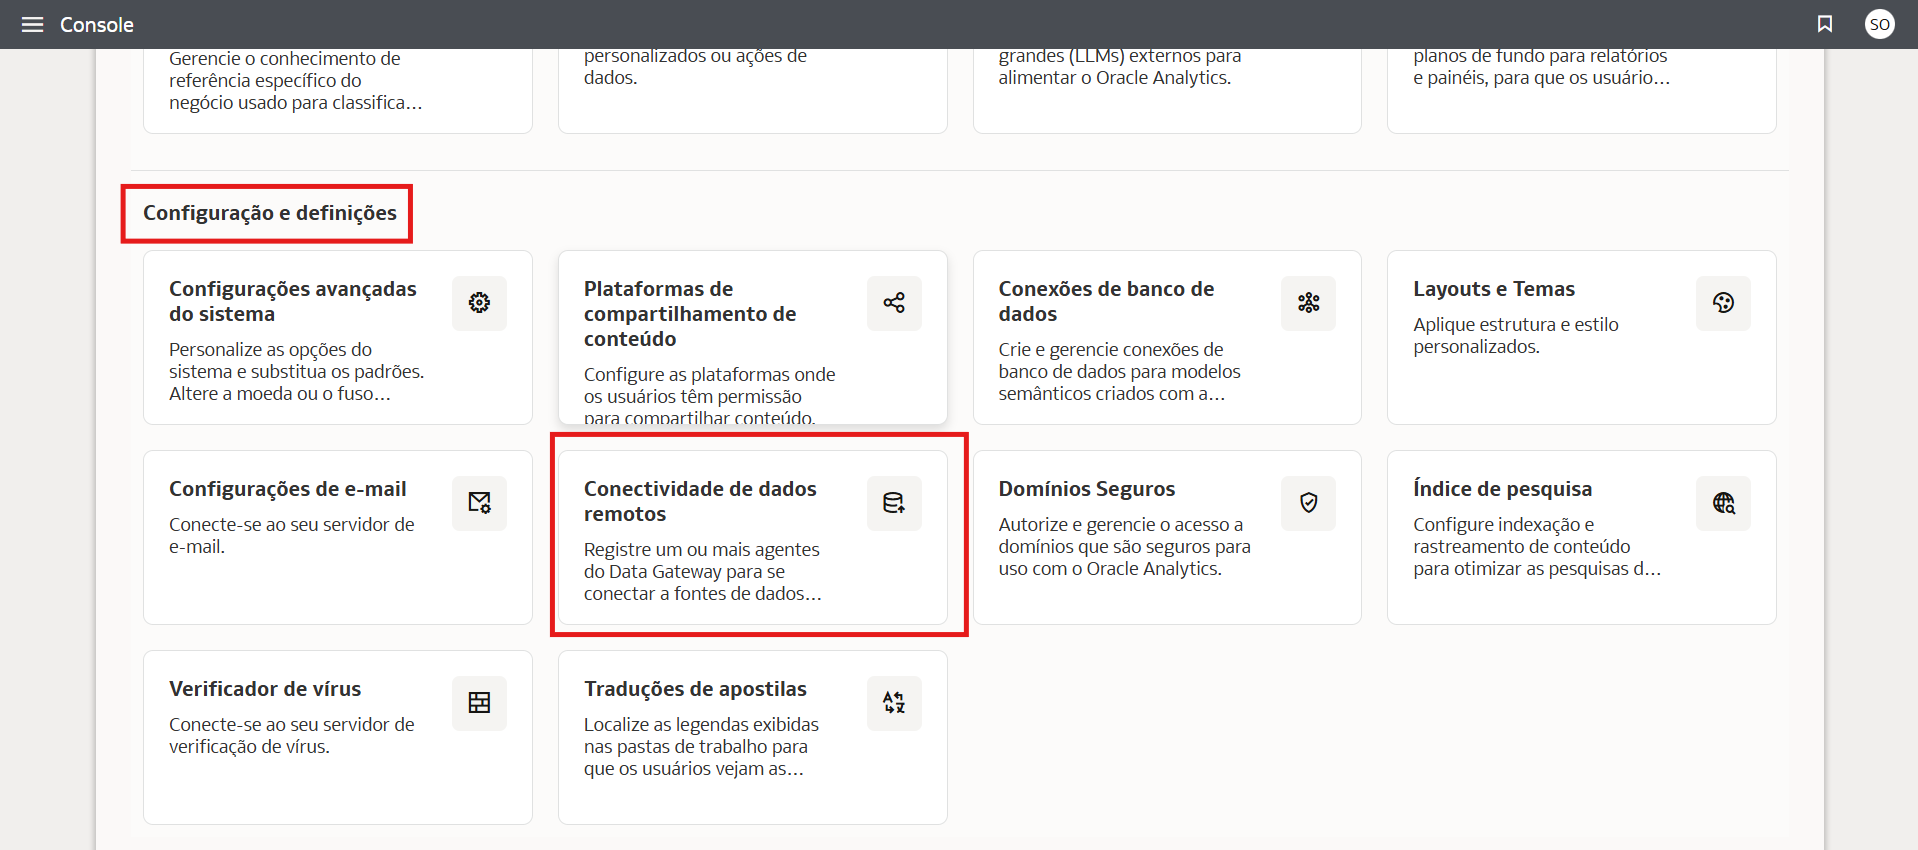 Console
SO
Gerencie o conhecimento de
referência específico do
negócio usado para classifica...
personalizados ou ações de
dados.
grandes (LLMs) externos para
alimentar o Oracle Analytics.
planos de fundo para relatórios
e painéis, para que os usuário...
Configuração e definições
Configurações avançadas
do sistema
Personalize as opções do
sistema e substitua os padrões.
Altere a moeda ou o fuso...
Plataformas de
compartilhamento de
conteúdo
Configure as plataformas onde
os usuários têm permissão
para compartilhar conteúdo.
Conexões de banco de
dados
Crie e gerencie conexões de
banco de dados para modelos
semânticos criados com a...
Layouts e Temas
Aplique estrutura e estilo
personalizados.
Configurações de e-mail
Conecte-se ao seu servidor de
e-mail.
Conectividade de dados
remotos
Registre um ou mais agentes
do Data Gateway para se
conectar a fontes de dados...
Domínios Seguros
Autorize e gerencie o acesso a
domínios que são seguros para
uso com o Oracle Analytics.
Índice de pesquisa
Configure indexação e
rastreamento de conteúdo
para otimizar as pesquisas d...
Verificador de vírus
Conecte-se ao seu servidor de
verificação de vírus.
Traduções de apostilas
Localize as legendas exibidas
nas pastas de trabalho para
que os usuários vejam as...